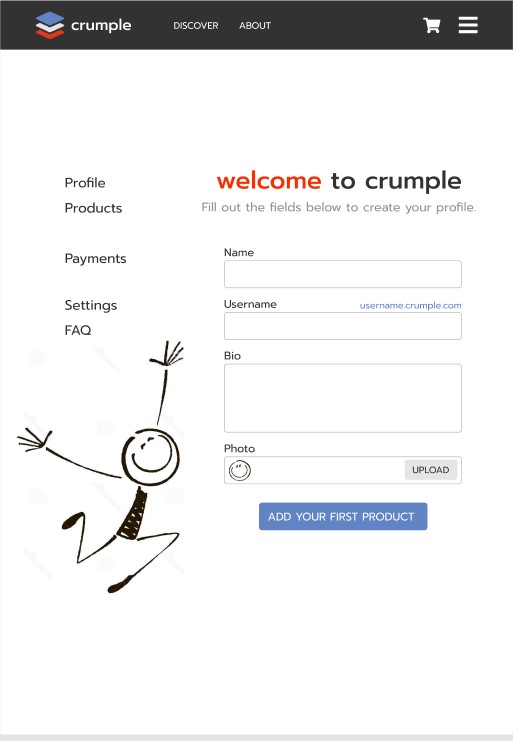 crumple
DISCOVER
ABOUT
Profile
Products
Payments
Settings
FAQ
welcome to crumple
Fill out the fields below to create your profile.
Name
Username
username.crumple.com
Bio
Photo
UPLOAD
ADD YOUR FIRST PRODUCT